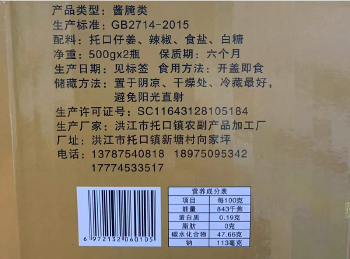 产品类型：酱腌类
生产标准：GB2714-2015
配料：托口仔姜、辣椒、食盐、白糖
净重：500g×2瓶 保质期：六个月
生产日期：见标签 食用方法：开盖即食
储藏方法：置于阴凉、干燥处、冷藏最好，
避免阳光直射
生产许可证号：SC11643128105184
生产厂家：洪江市托口镇农副产品加工厂
厂址：洪江市托口镇新塘村向家坪
电话：13787540818 18975095342
17774533517
营养成分表
项目 每100克
能量 843千焦
蛋白质 0.19克
脂肪 0克
碳水化合物 47.66克
钠 113毫克
6972132060105